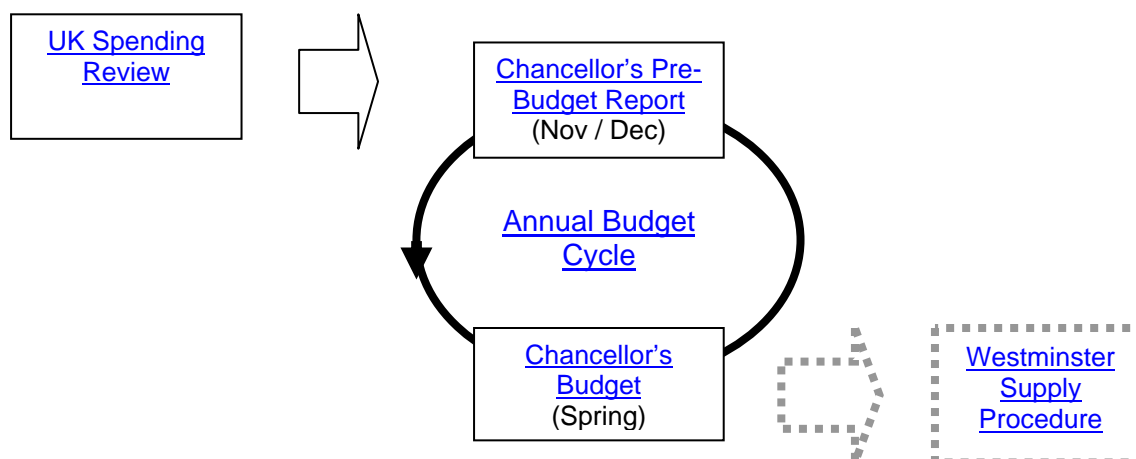 UK Spending
Review
Chancellor's Pre-
Budget Report
(Nov / Dec)
Annual Budget
Cycle
Chancellor's
Budget
(Spring)
Westminster
Supply
Procedure